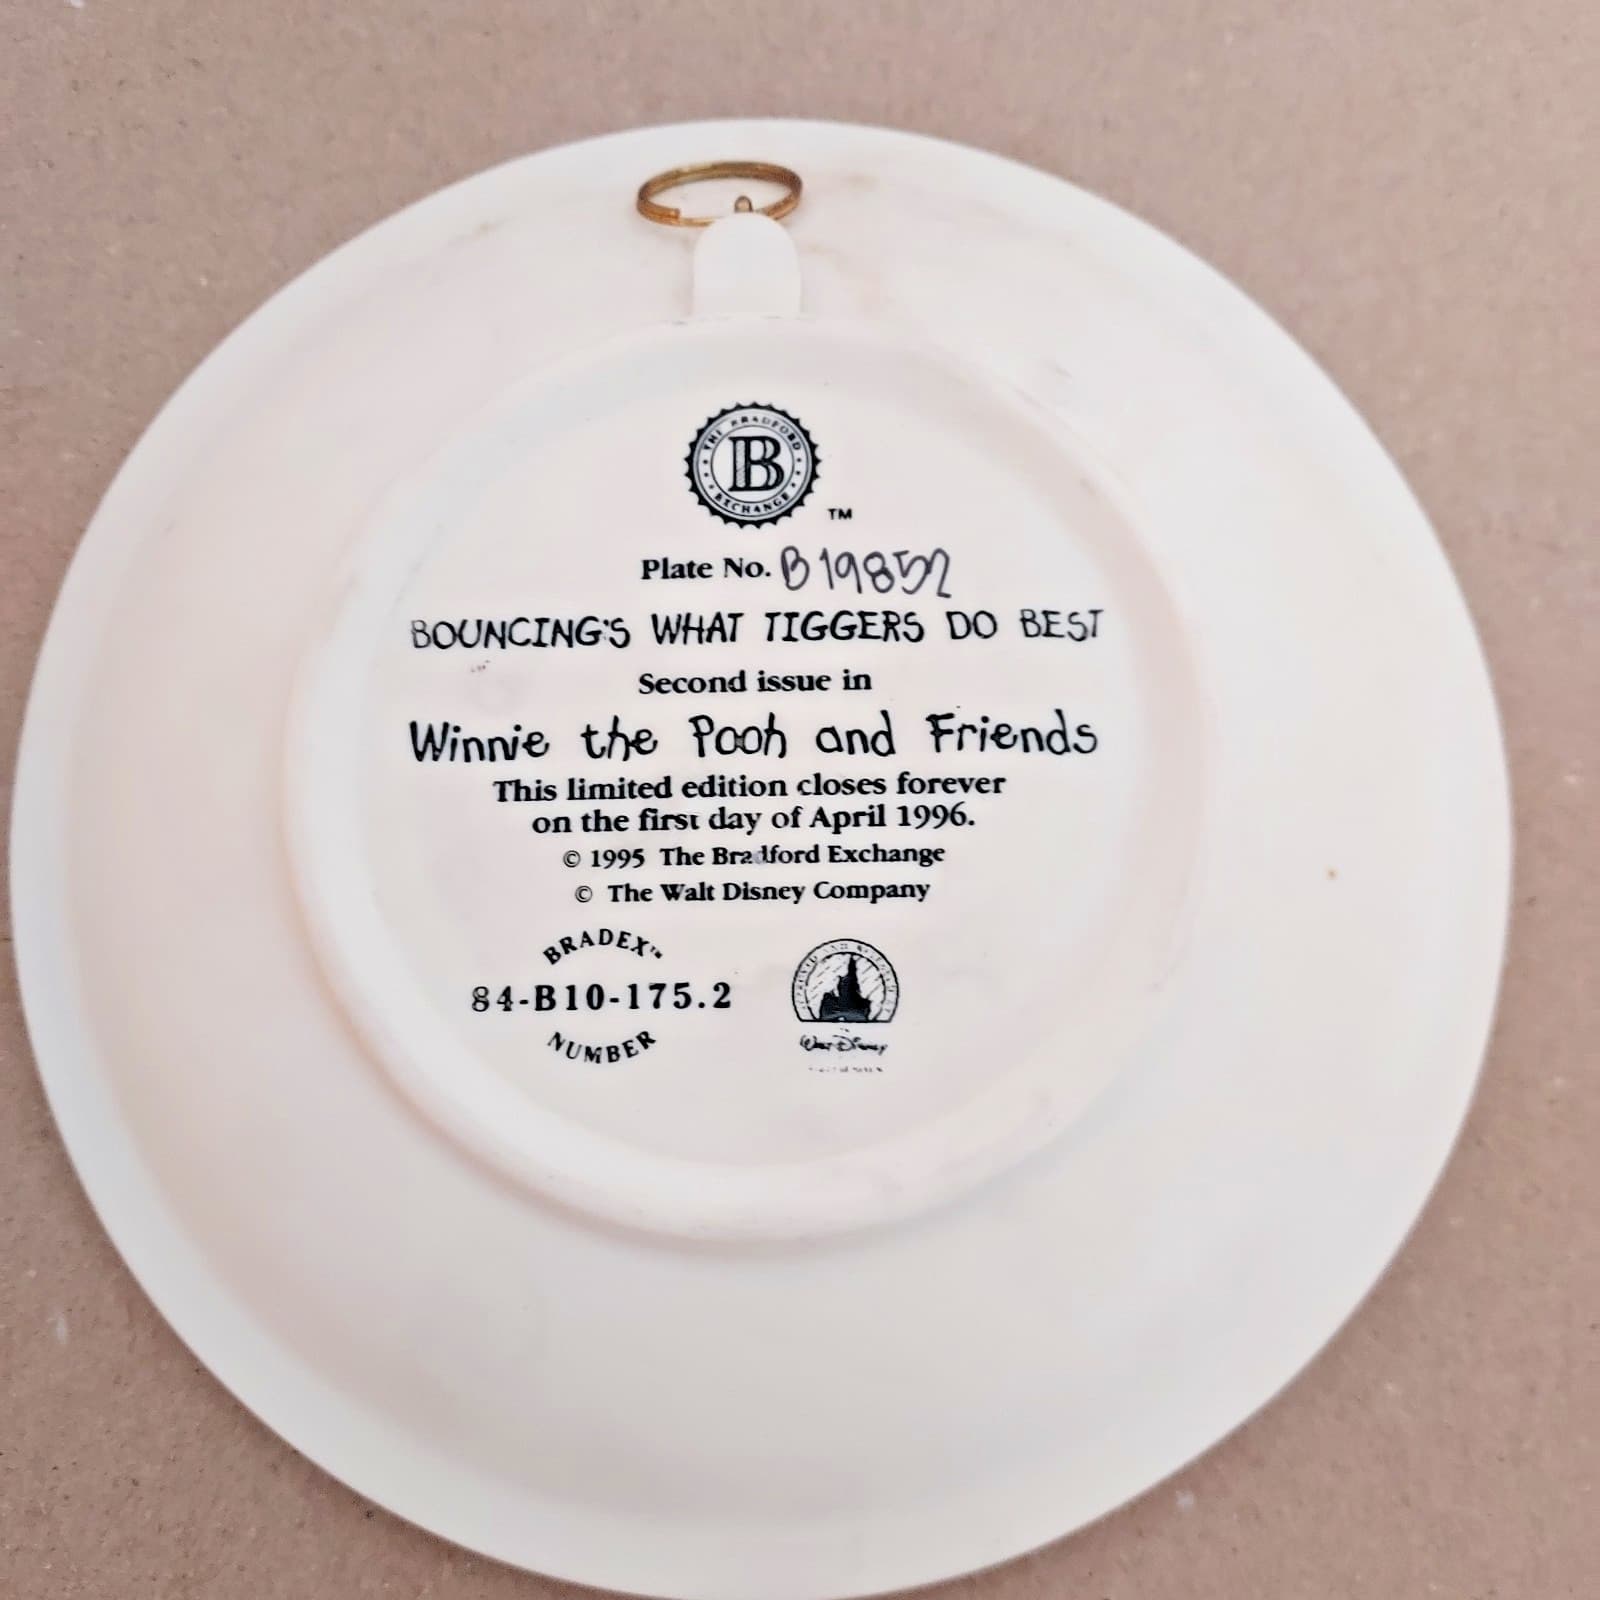 THE BRADFORD
B
EXCHANGE
TM
Plate No. B19852
BOUNCING'S WHAT TIGGERS DO BEST
Second issue in
Winnie the Pooh and Friends
This limited edition closes forever
on the first day of April 1996.
© 1995 The Bradford Exchange
© The Walt Disney Company
BRADEX™
84-B10-175.2
NUMBER
Walt Disney